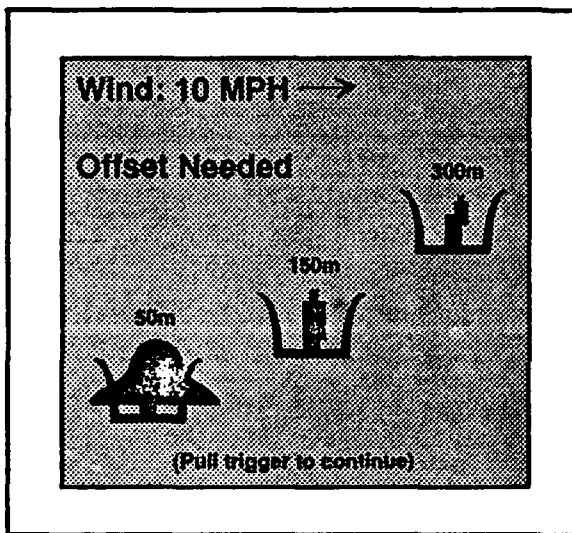 Wind: 10 MPH →
Offset Needed
300m
150m
50m
(Pull trigger to continue)